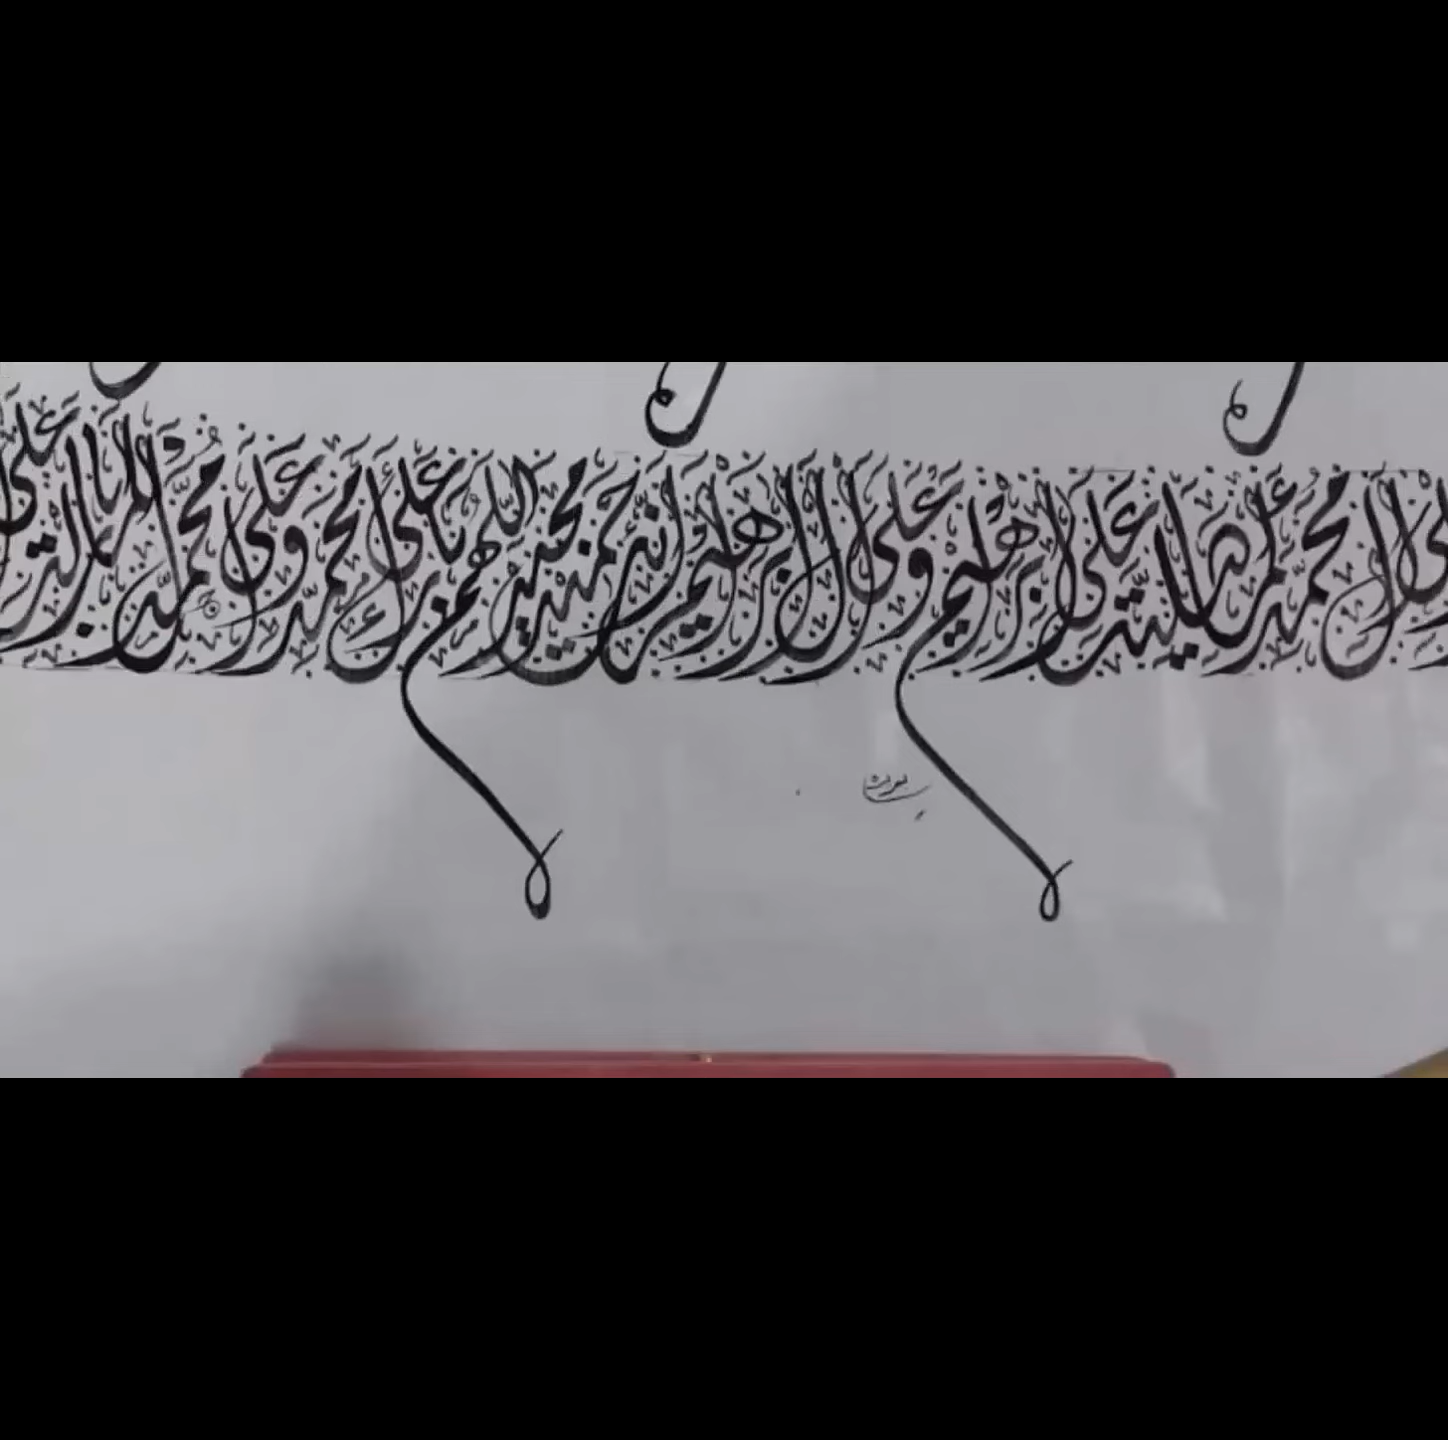 على آل محمد كما صليت على إبراهيم وعلى آل إبراهيم إنك حميد مجيد اللهم بارك على محمد وعلى آل محمد كما باركت على